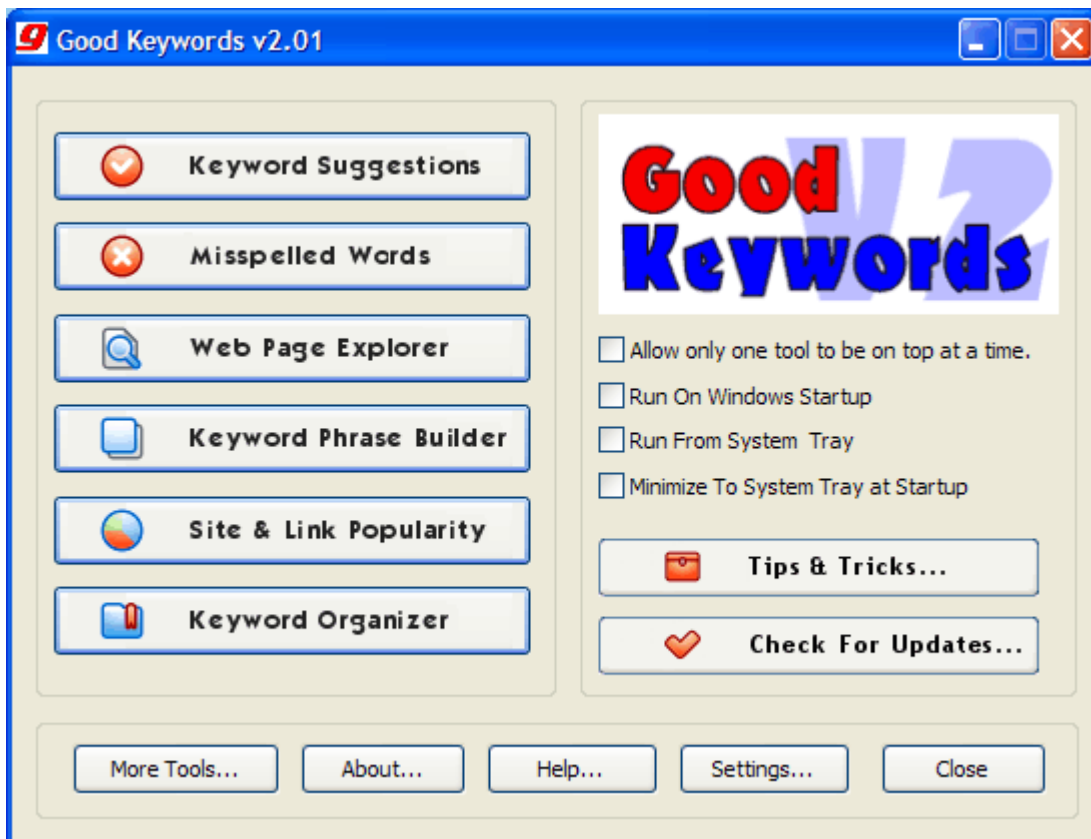 Good Keywords v2.01
Keyword Suggestions
Misspelled Words
Web Page Explorer
Keyword Phrase Builder
Site & Link Popularity
Keyword Organizer
V2
Good
Keywords
Allow only one tool to be on top at a time.
Run On Windows Startup
Run From System Tray
Minimize To System Tray at Startup
Tips & Tricks...
Check For Updates...
More Tools...
About...
Help...
Settings...
Close